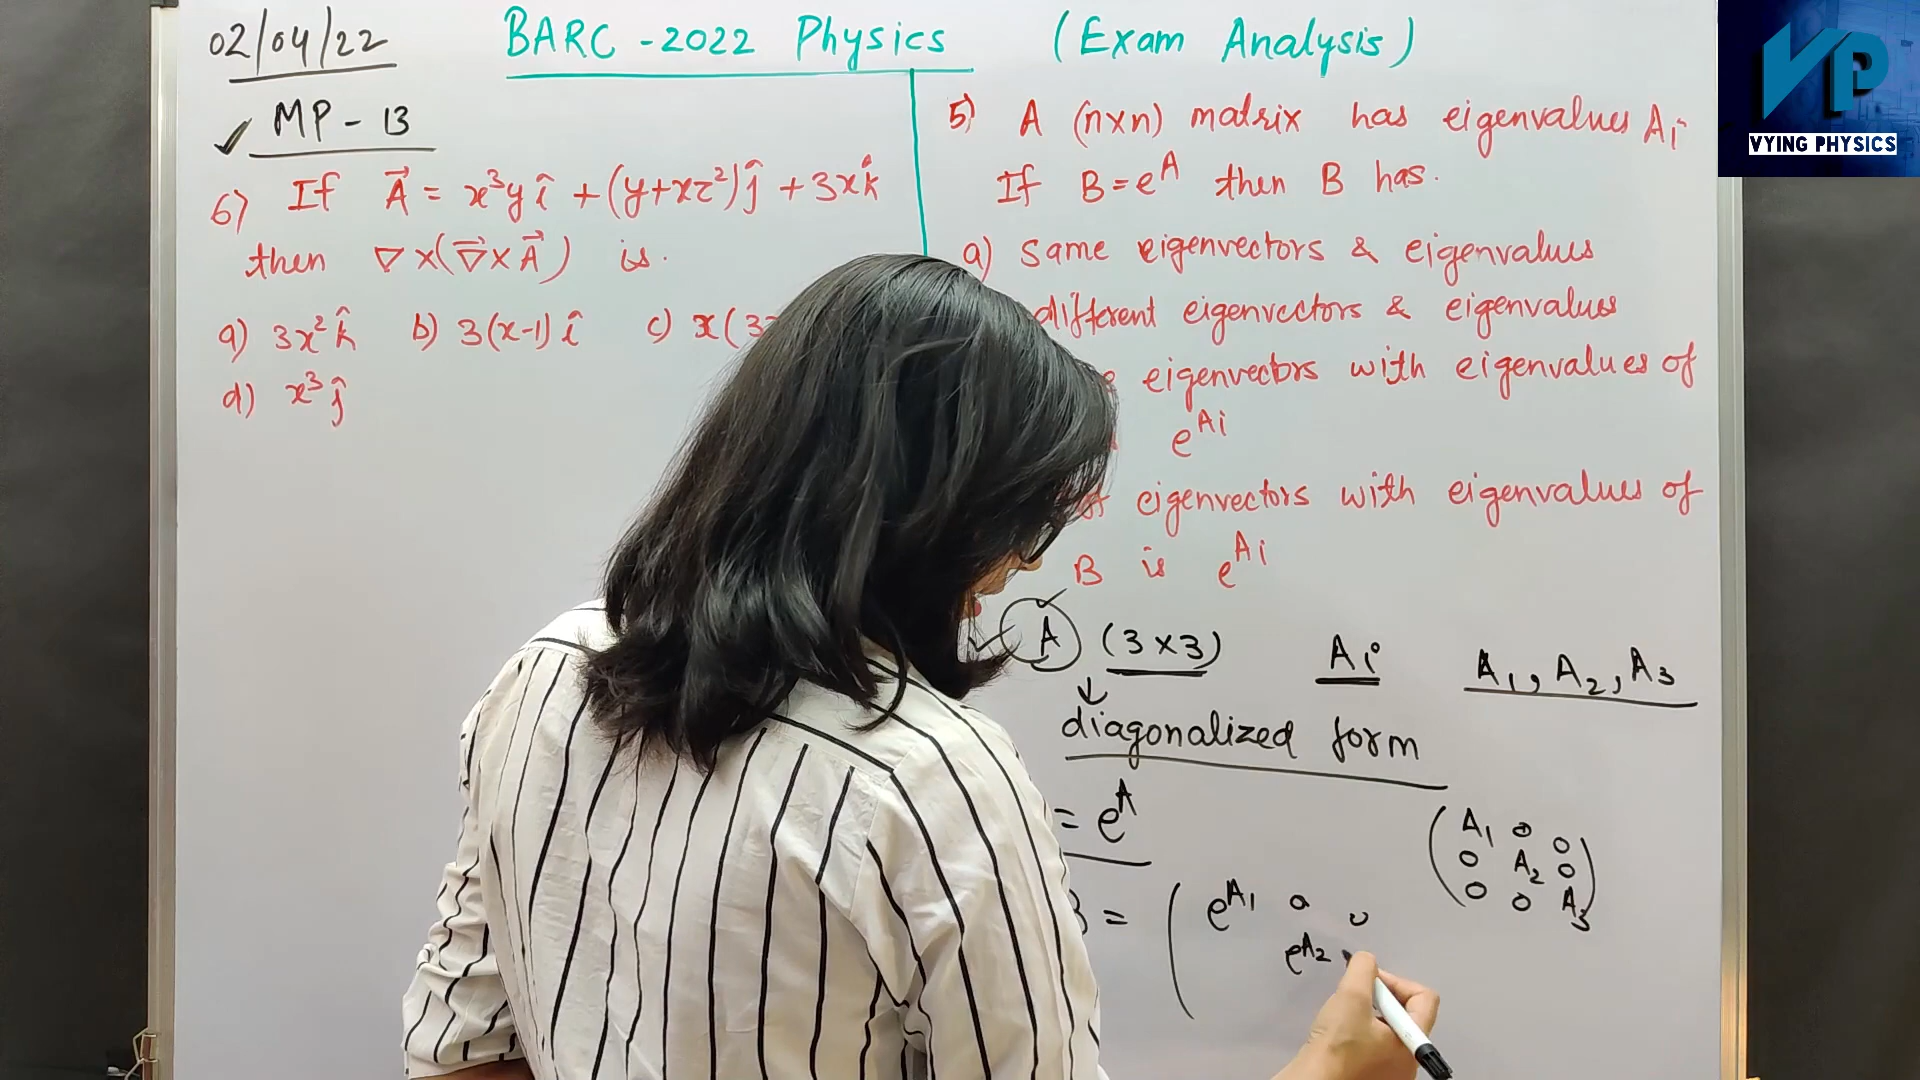 02/04/22
BARC - 2022 Physics (Exam Analysis)
MP - 13
6) If A⃗ = x³y î + (y+xz²) ĵ + 3x k̂
then ∇ × (∇⃗ × A⃗) is.
a) 3x² k̂ b) 3(x-1) î c) x(3
d) x³ ĵ
5) A (n×n) matrix has eigenvalues Ai
If B = e^A then B has.
a) same eigenvectors & eigenvalues
different eigenvectors & eigenvalues
eigenvectors with eigenvalues of
e^Ai
eigenvectors with eigenvalues of
B is e^Ai
A (3 × 3) Ai A₁, A₂, A₃
↓
diagonalized form
= e^A
A₁ 0 0
0 A₂ 0
0 0 A₃
B = ( e^A₁ 0 0
e^A₂
VP
VYING PHYSICS